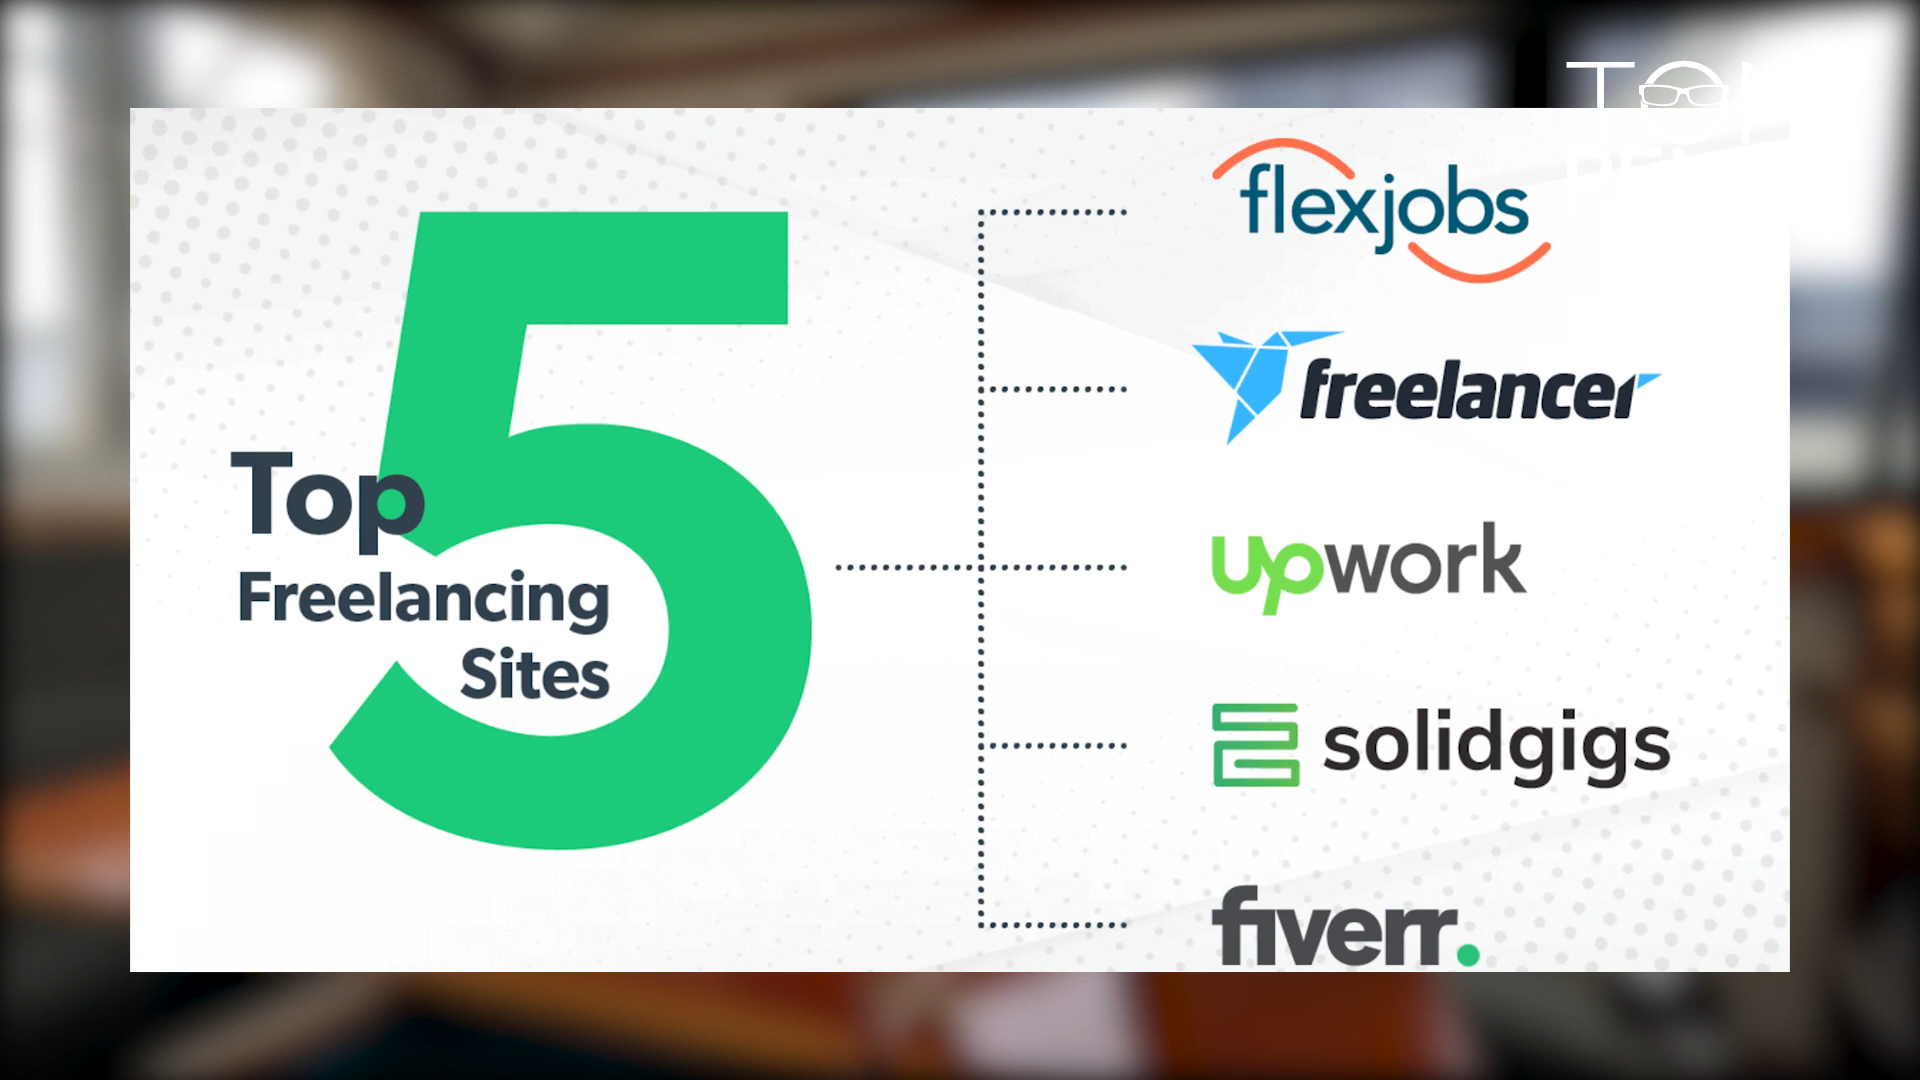 5
Top
Freelancing
Sites
flexjobs
freelancer
upwork
solidgigs
fiverr.